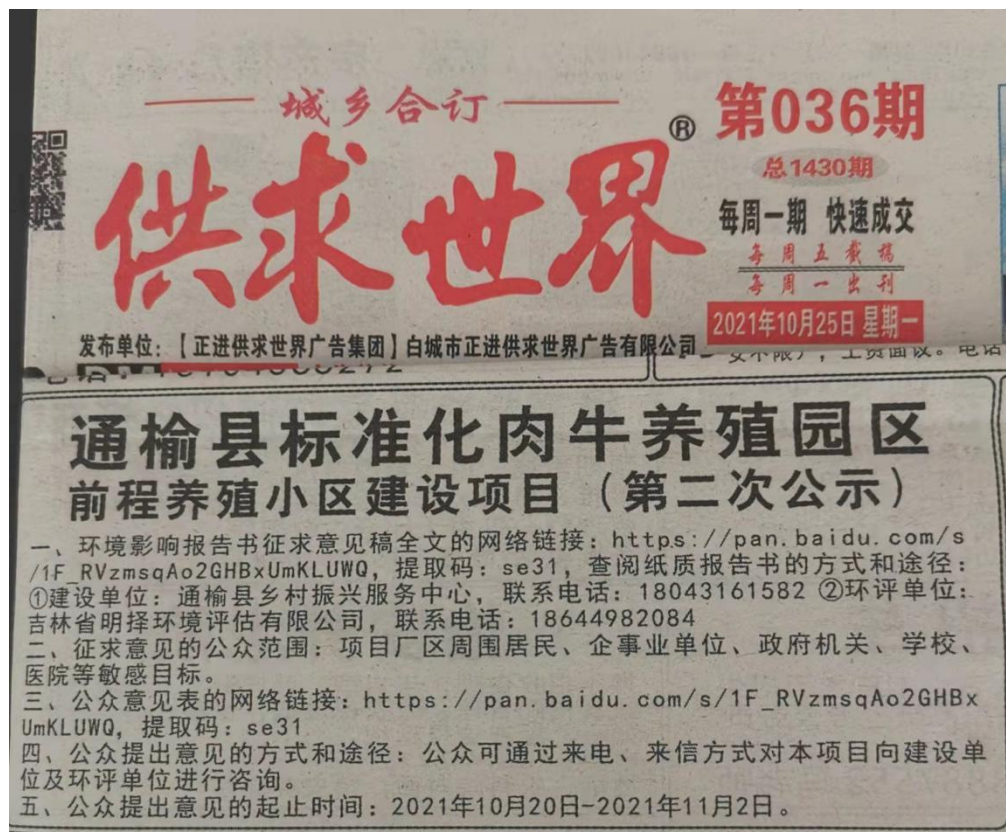 城乡合订
供求世界®
第036期
总1430期
每周一期 快速成交
每周五截稿
每周一出刊
2021年10月25日 星期一
发布单位:【正进供求世界广告集团】白城市正进供求世界广告有限公司
通榆县标准化肉牛养殖园区
前程养殖小区建设项目(第二次公示)
一、环境影响报告书征求意见稿全文的网络链接:https://pan.baidu.com/s
/1F_RVzmsqAo2GHBxUmKLUWQ,提取码:se31,查阅纸质报告书的方式和途径:
①建设单位:通榆县乡村振兴服务中心,联系电话:18043161582 ②环评单位:
吉林省明择环境评估有限公司,联系电话:18644982084
二、征求意见的公众范围:项目厂区周围居民、企事业单位、政府机关、学校、
医院等敏感目标。
三、公众意见表的网络链接:https://pan.baidu.com/s/1F_RVzmsqAo2GHBx
UmKLUWQ,提取码:se31
四、公众提出意见的方式和途径:公众可通过来电、来信方式对本项目向建设单
位及环评单位进行咨询。
五、公众提出意见的起止时间:2021年10月20日-2021年11月2日。